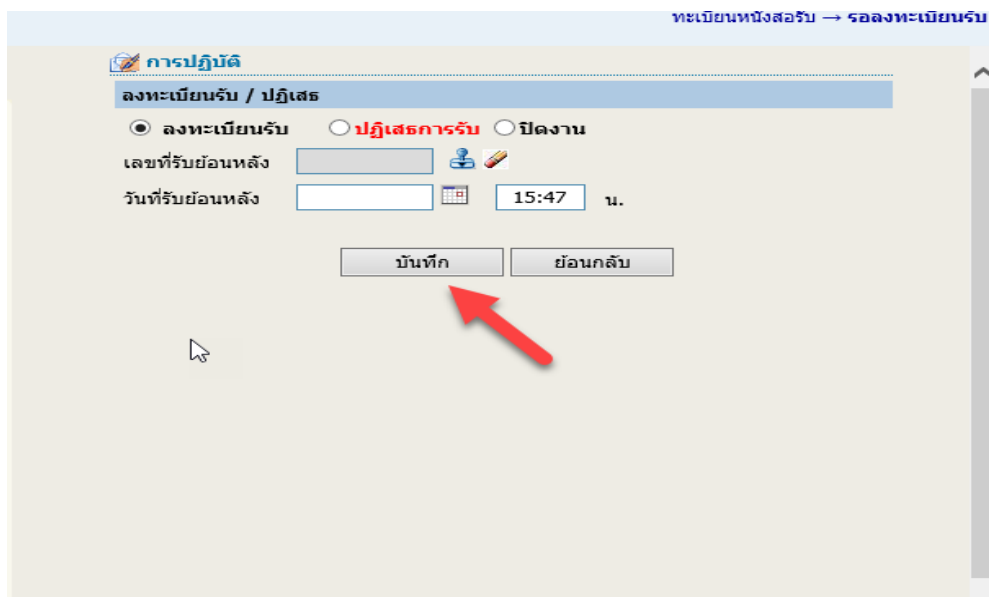 ทะเบียนหนังสือรับ → รอลงทะเบียนรับ
การปฏิบัติ
ลงทะเบียนรับ / ปฏิเสธ
ลงทะเบียนรับ ปฏิเสธการรับ ปิดงาน
เลขที่รับย้อนหลัง
วันที่รับย้อนหลัง 15:47 น.
บันทึก ย้อนกลับ